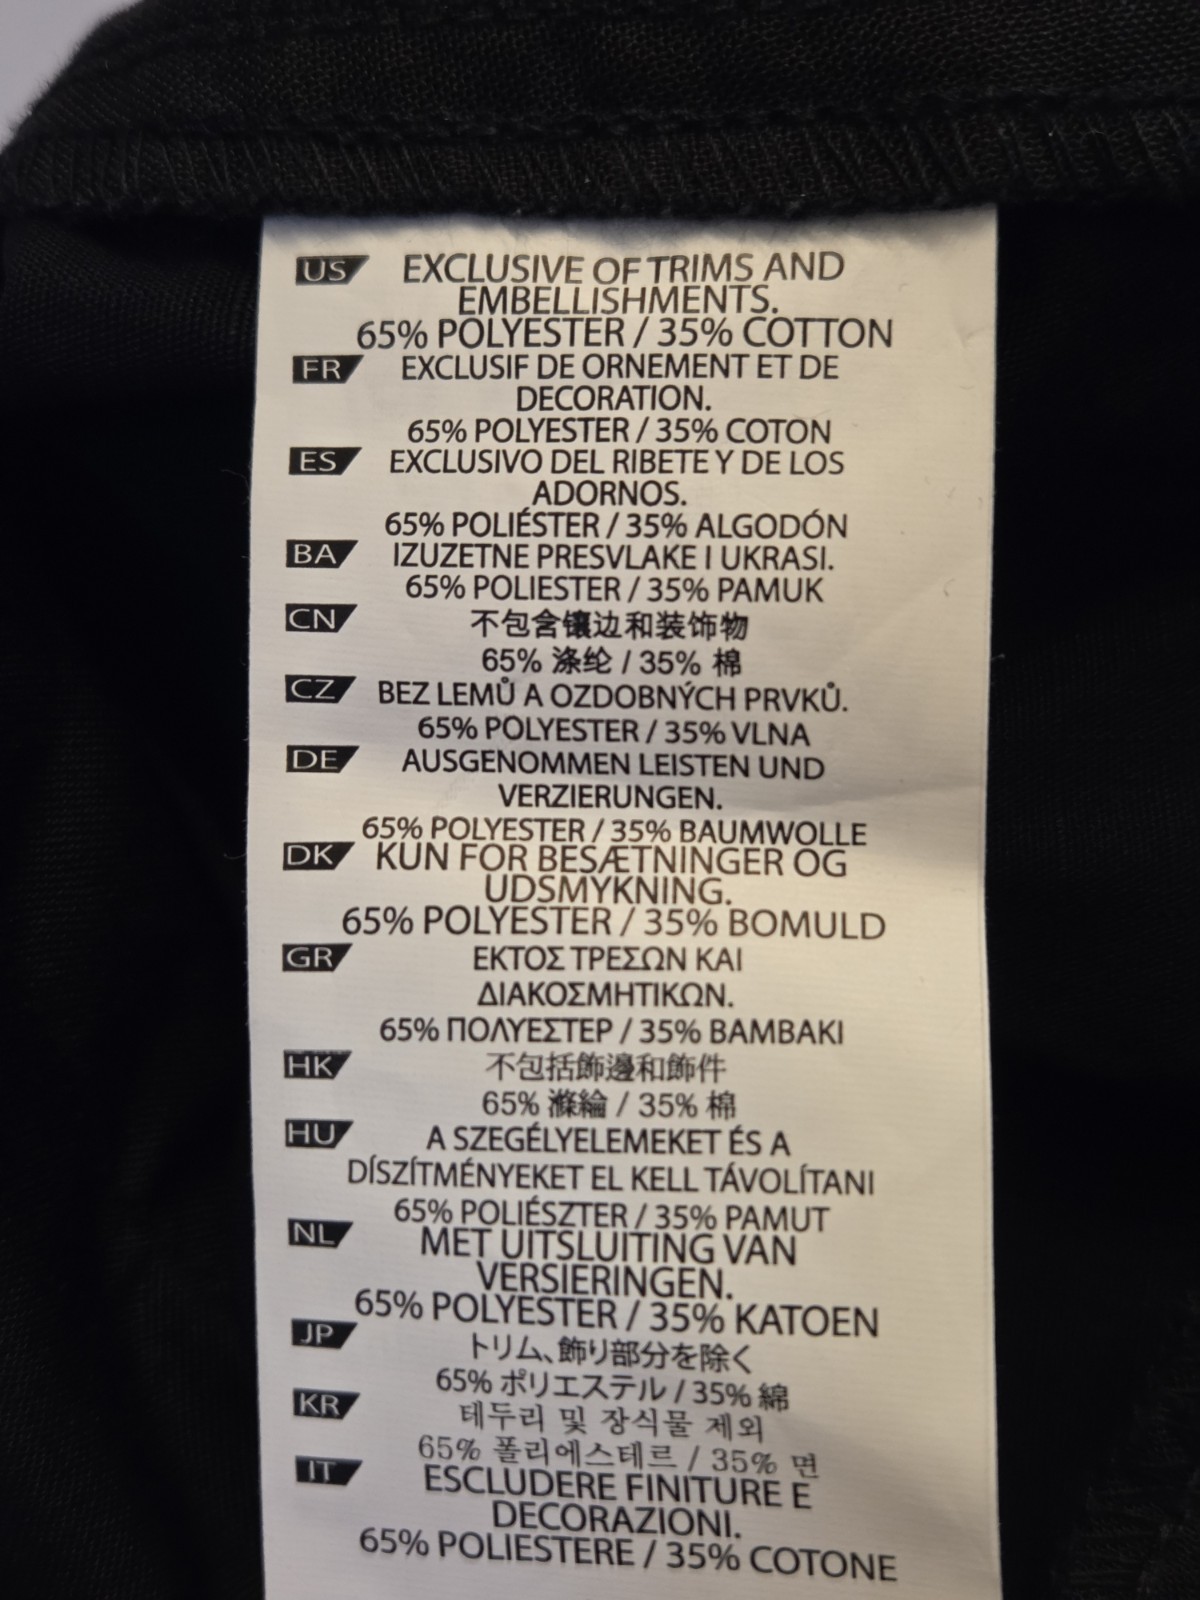 US EXCLUSIVE OF TRIMS AND
EMBELLISHMENTS.
65% POLYESTER / 35% COTTON
FR EXCLUSIF DE ORNEMENT ET DE
DECORATION.
65% POLYESTER / 35% COTON
ES EXCLUSIVO DEL RIBETE Y DE LOS
ADORNOS.
65% POLIÉSTER / 35% ALGODÓN
BA IZUZETNE PRESVLAKE I UKRASI.
65% POLIESTER / 35% PAMUK
CN 不包含镶边和装饰物
65% 涤纶 / 35% 棉
CZ BEZ LEMŮ A OZDOBNÝCH PRVKŮ.
65% POLYESTER / 35% VLNA
DE AUSGENOMMEN LEISTEN UND
VERZIERUNGEN.
65% POLYESTER / 35% BAUMWOLLE
DK KUN FOR BESÆTNINGER OG
UDSMYKNING.
65% POLYESTER / 35% BOMULD
GR ΕΚΤΟΣ ΤΡΕΣΩΝ ΚΑΙ
ΔΙΑΚΟΣΜΗΤΙΚΩΝ.
65% ΠΟΛΥΕΣΤΕΡ / 35% ΒΑΜΒΑΚΙ
HK 不包括飾邊和飾件
65% 滌綸 / 35% 棉
HU A SZEGÉLYELEMEKET ÉS A
DÍSZÍTMÉNYEKET EL KELL TÁVOLÍTANI
65% POLIÉSZTER / 35% PAMUT
NL MET UITSLUITING VAN
VERSIERINGEN.
65% POLYESTER / 35% KATOEN
JP トリム、飾り部分を除く
65% ポリエステル / 35% 綿
KR 테두리 및 장식물 제외
65% 폴리에스테르 / 35% 면
IT ESCLUDERE FINITURE E
DECORAZIONI.
65% POLIESTERE / 35% COTONE